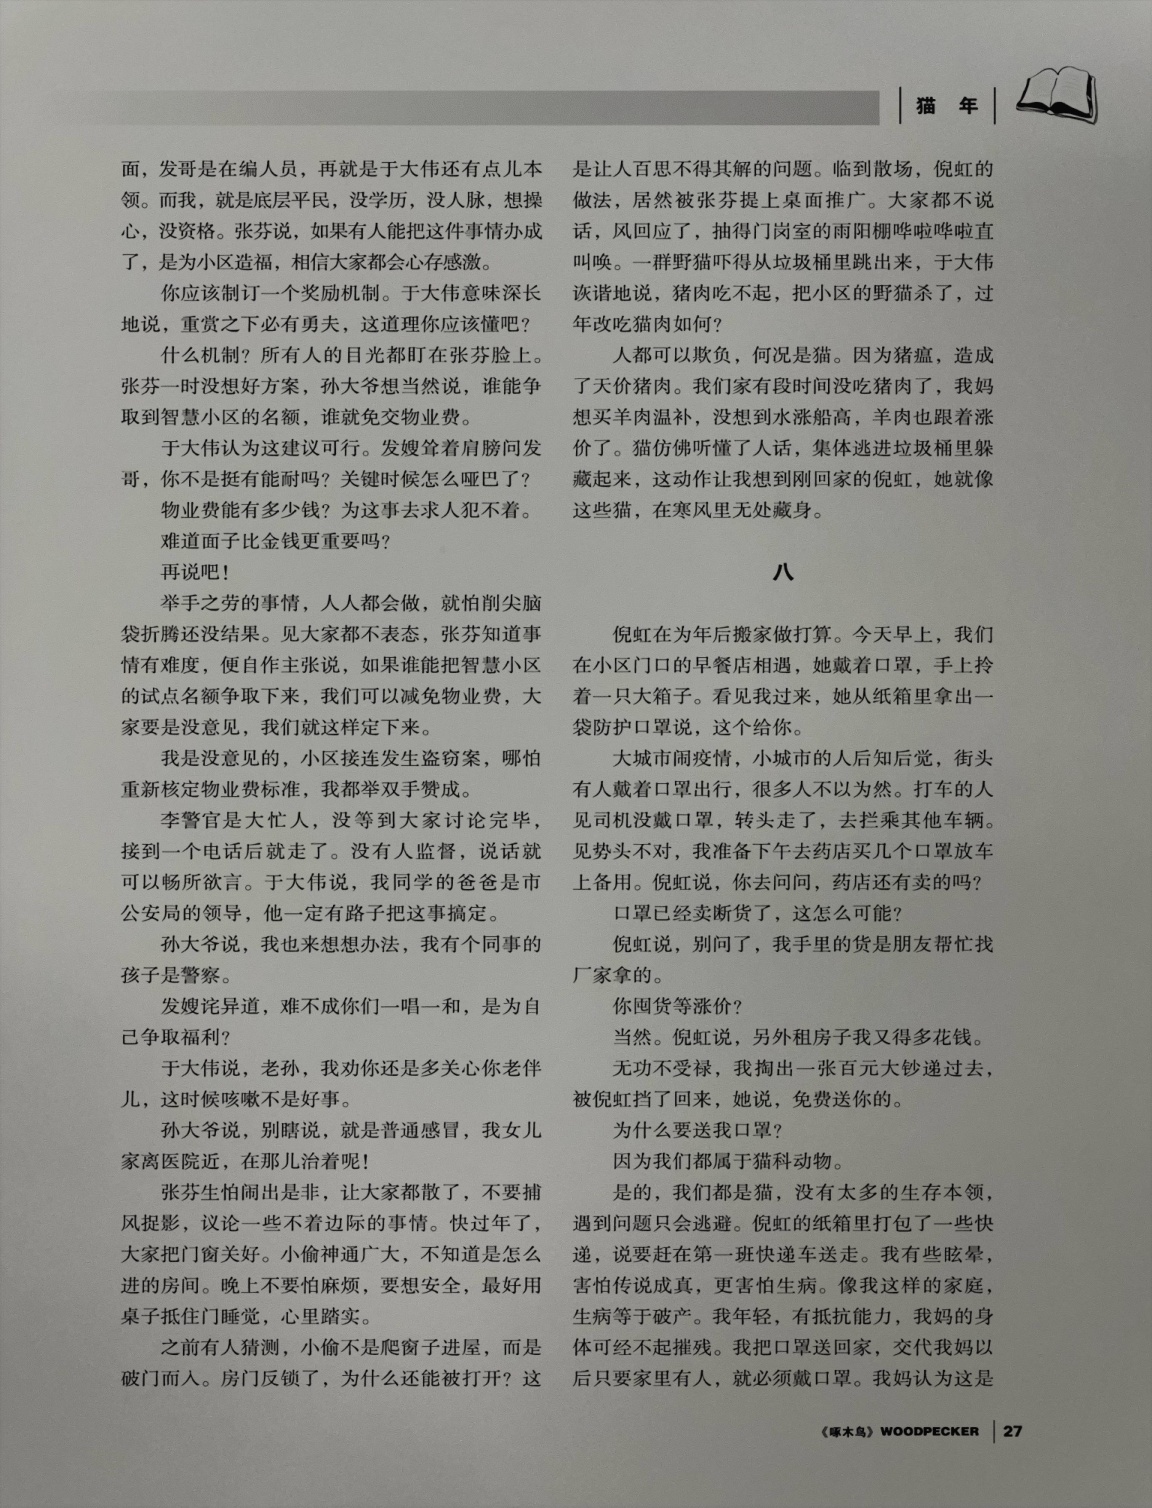 猫 年
面，发哥是在编人员，再就是于大伟还有点儿本
领。而我，就是底层平民，没学历，没人脉，想操
心，没资格。张芬说，如果有人能把这件事情办成
了，是为小区造福，相信大家都会心存感激。
你应该制订一个奖励机制。于大伟意味深长
地说，重赏之下必有勇夫，这道理你应该懂吧？
什么机制？所有人的目光都盯在张芬脸上。
张芬一时没想好方案，孙大爷想当然说，谁能争
取到智慧小区的名额，谁就免交物业费。
于大伟认为这建议可行。发嫂耸着肩膀问发
哥，你不是挺有能耐吗？关键时候怎么哑巴了？
物业费能有多少钱？为这事去求人犯不着。
难道面子比金钱更重要吗？
再说吧！
举手之劳的事情，人人都会做，就怕削尖脑
袋折腾还没结果。见大家都不表态，张芬知道事
情有难度，便自作主张说，如果谁能把智慧小区
的试点名额争取下来，我们可以减免物业费，大
家要是没意见，我们就这样定下来。
我是没意见的，小区接连发生盗窃案，哪怕
重新核定物业费标准，我都举双手赞成。
李警官是大忙人，没等到大家讨论完毕，
接到一个电话后就走了。没有人监督，说话就
可以畅所欲言。于大伟说，我同学的爸爸是市
公安局的领导，他一定有路子把这事搞定。
孙大爷说，我也来想想办法，我有个同事的
孩子是警察。
发嫂诧异道，难不成你们一唱一和，是为自
己争取福利？
于大伟说，老孙，我劝你还是多关心你老伴
儿，这时候咳嗽不是好事。
孙大爷说，别瞎说，就是普通感冒，我女儿
家离医院近，在那儿治着呢！
张芬生怕闹出是非，让大家都散了，不要捕
风捉影，议论一些不着边际的事情。快过年了，
大家把门窗关好。小偷神通广大，不知道是怎么
进的房间。晚上不要怕麻烦，要想安全，最好用
桌子抵住门睡觉，心里踏实。
之前有人猜测，小偷不是爬窗子进屋，而是
破门而入。房门反锁了，为什么还能被打开？这
是让人百思不得其解的问题。临到散场，倪虹的
做法，居然被张芬提上桌面推广。大家都不说
话，风回应了，抽得门岗室的雨阳棚哗啦哗啦直
叫唤。一群野猫吓得从垃圾桶里跳出来，于大伟
诙谐地说，猪肉吃不起，把小区的野猫杀了，过
年改吃猫肉如何？
人都可以欺负，何况是猫。因为猪瘟，造成
了天价猪肉。我们家有段时间没吃猪肉了，我妈
想买羊肉温补，没想到水涨船高，羊肉也跟着涨
价了。猫仿佛听懂了人话，集体逃进垃圾桶里躲
藏起来，这动作让我想到刚回家的倪虹，她就像
这些猫，在寒风里无处藏身。
八
倪虹在为年后搬家做打算。今天早上，我们
在小区门口的早餐店相遇，她戴着口罩，手上拎
着一只大箱子。看见我过来，她从纸箱里拿出一
袋防护口罩说，这个给你。
大城市闹疫情，小城市的人后知后觉，街头
有人戴着口罩出行，很多人不以为然。打车的人
见司机没戴口罩，转头走了，去拦乘其他车辆。
见势头不对，我准备下午去药店买几个口罩放车
上备用。倪虹说，你去问问，药店还有卖的吗？
口罩已经卖断货了，这怎么可能？
倪虹说，别问了，我手里的货是朋友帮忙找
厂家拿的。
你囤货等涨价？
当然。倪虹说，另外租房子我又得多花钱。
无功不受禄，我掏出一张百元大钞递过去，
被倪虹挡了回来，她说，免费送你的。
为什么要送我口罩？
因为我们都属于猫科动物。
是的，我们都是猫，没有太多的生存本领，
遇到问题只会逃避。倪虹的纸箱里打包了一些快
递，说要赶在第一班快递车送走。我有些眩晕，
害怕传说成真，更害怕生病。像我这样的家庭，
生病等于破产。我年轻，有抵抗能力，我妈的身
体可经不起摧残。我把口罩送回家，交代我妈以
后只要家里有人，就必须戴口罩。我妈认为这是
《啄木鸟》WOODPECKER 27